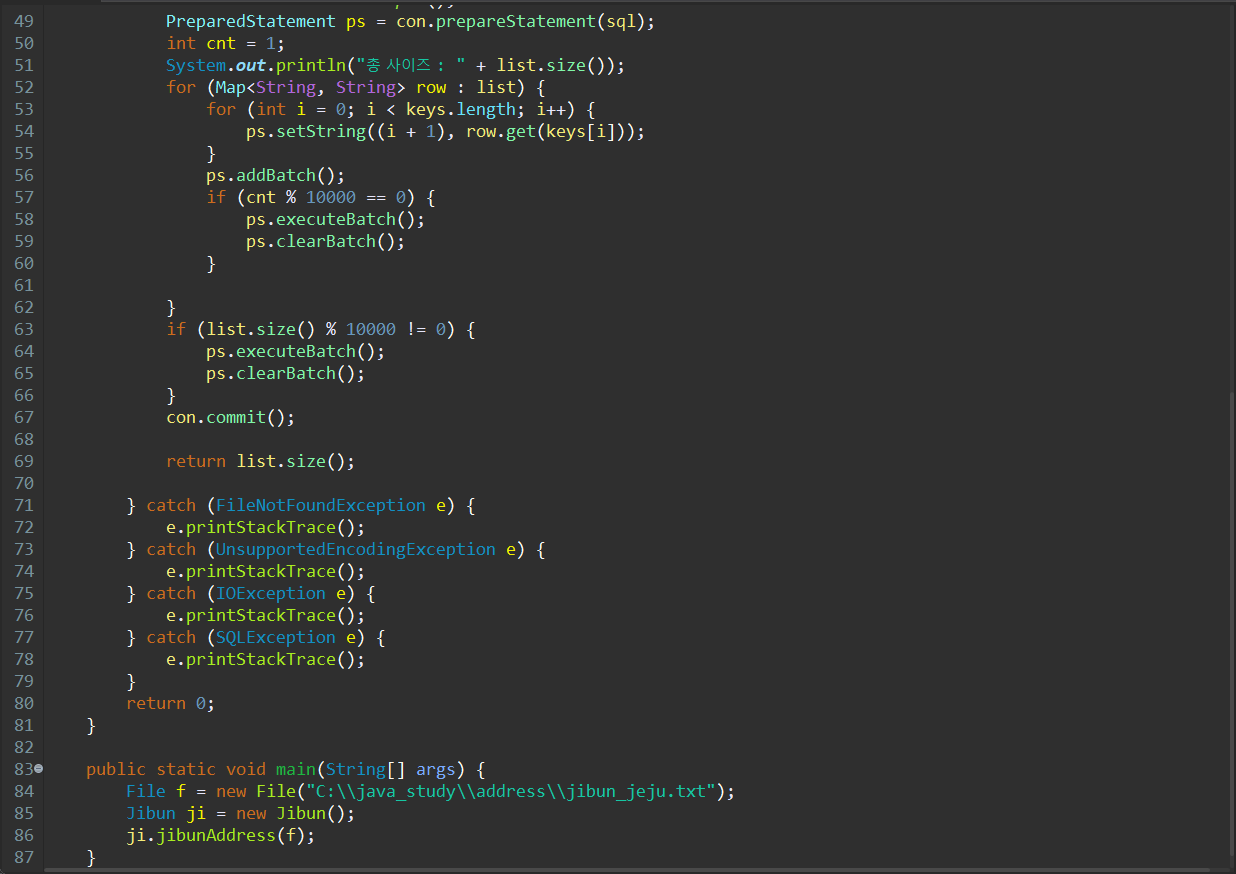 49 PreparedStatement ps = con.prepareStatement(sql);
50 int cnt = 1;
51 System.out.println("총 사이즈 : " + list.size());
52 for (Map<String, String> row : list) {
53 for (int i = 0; i < keys.length; i++) {
54 ps.setString((i + 1), row.get(keys[i]));
55 }
56 ps.addBatch();
57 if (cnt % 10000 == 0) {
58 ps.executeBatch();
59 ps.clearBatch();
60 }
61
62 }
63 if (list.size() % 10000 != 0) {
64 ps.executeBatch();
65 ps.clearBatch();
66 }
67 con.commit();
68
69 return list.size();
70
71 } catch (FileNotFoundException e) {
72 e.printStackTrace();
73 } catch (UnsupportedEncodingException e) {
74 e.printStackTrace();
75 } catch (IOException e) {
76 e.printStackTrace();
77 } catch (SQLException e) {
78 e.printStackTrace();
79 }
80 return 0;
81 }
82
83 public static void main(String[] args) {
84 File f = new File("C:\\java_study\\address\\jibun_jeju.txt");
85 Jibun ji = new Jibun();
86 ji.jibunAddress(f);
87 }